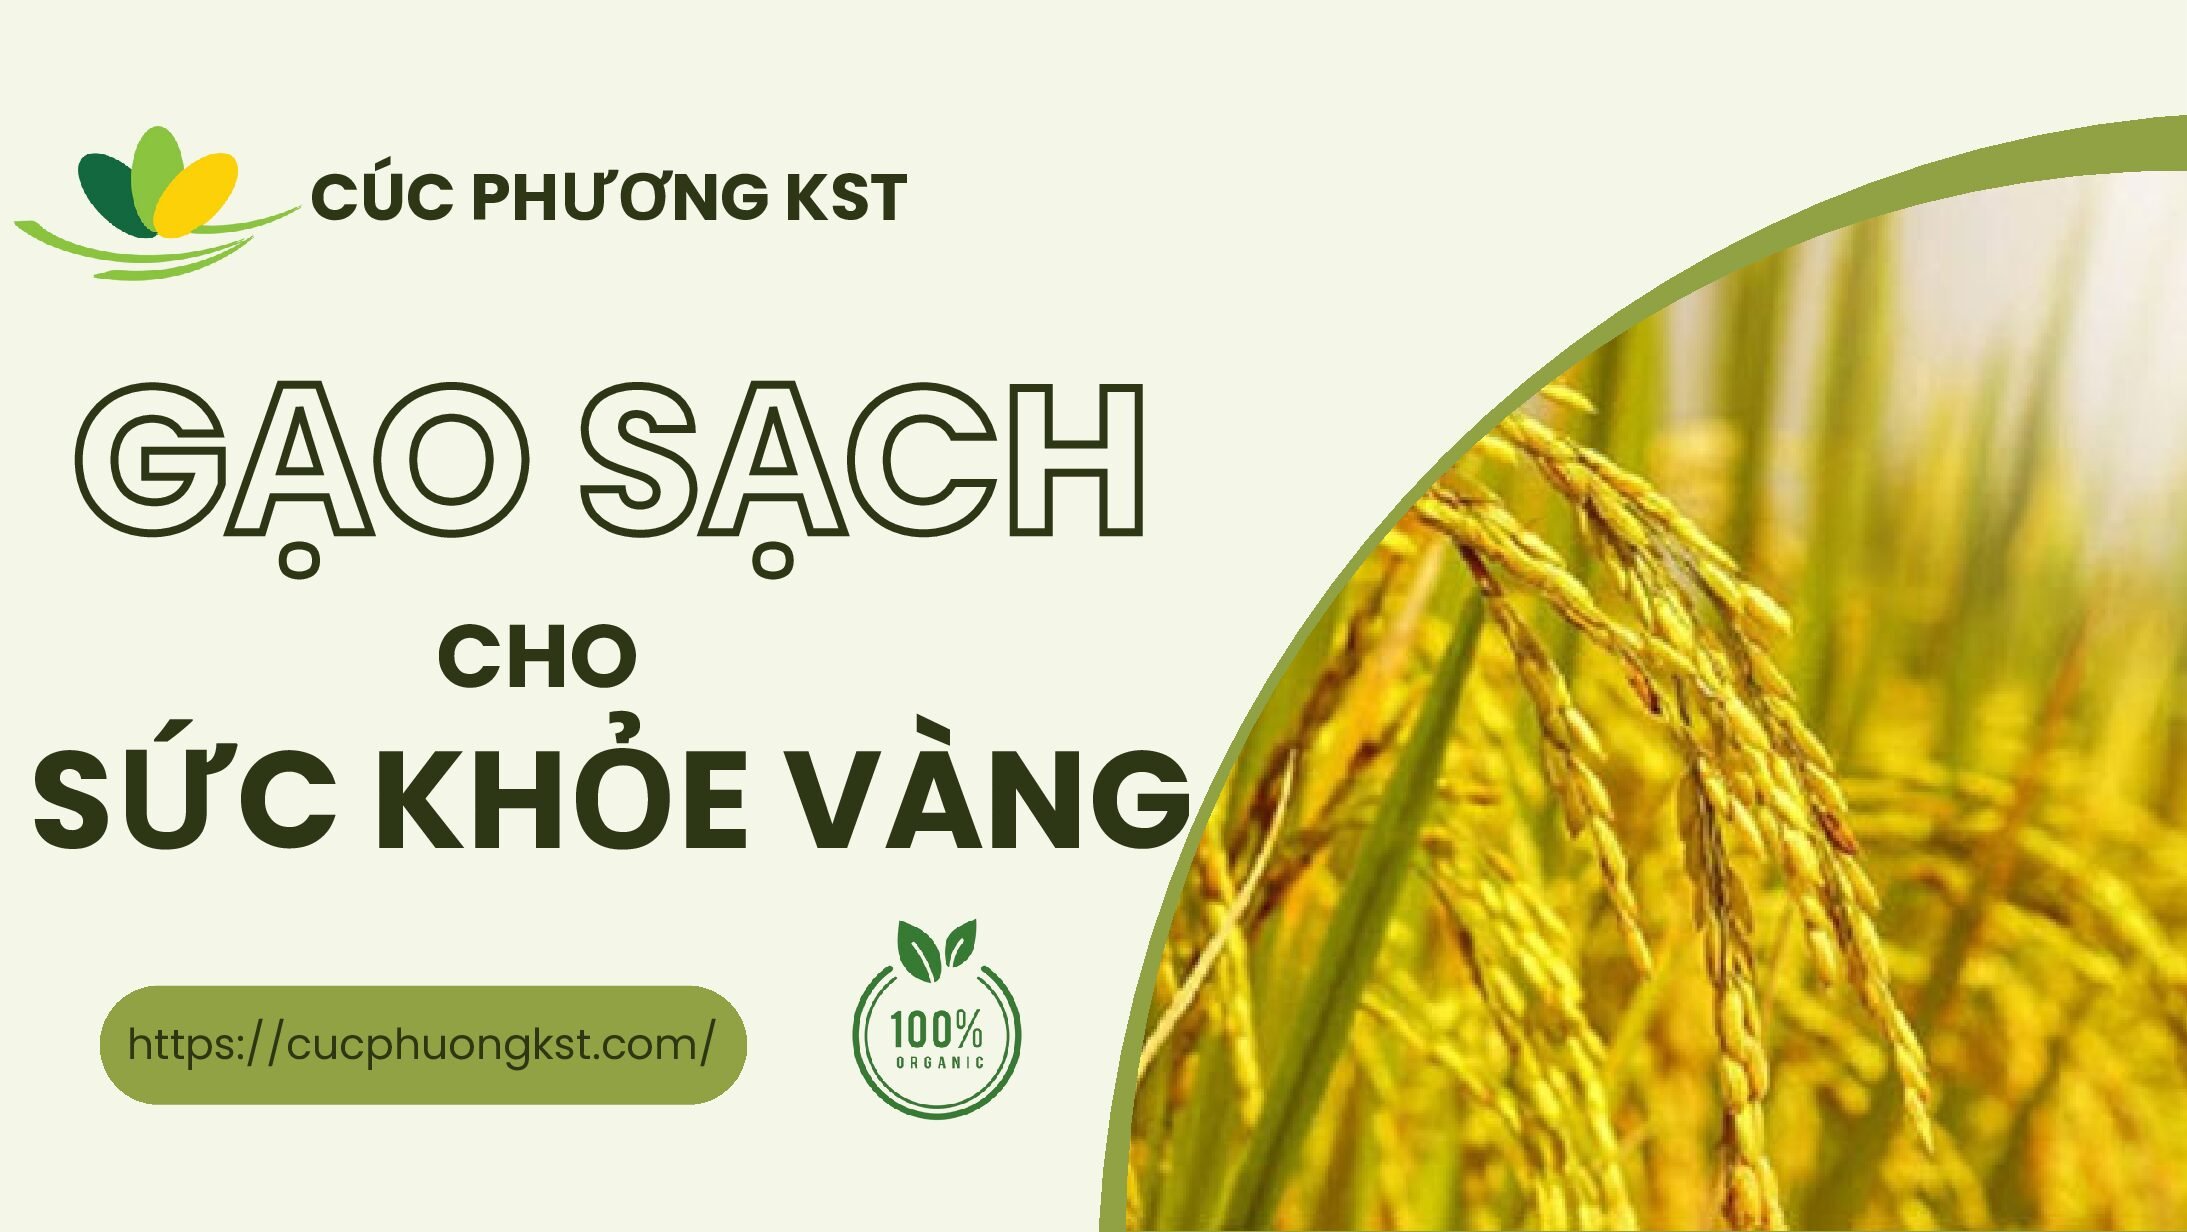 CÚC PHƯƠNG KST
GẠO SẠCH
CHO
SỨC KHỎE VÀNG
https://cucphuongkst.com/
100%
ORGANIC